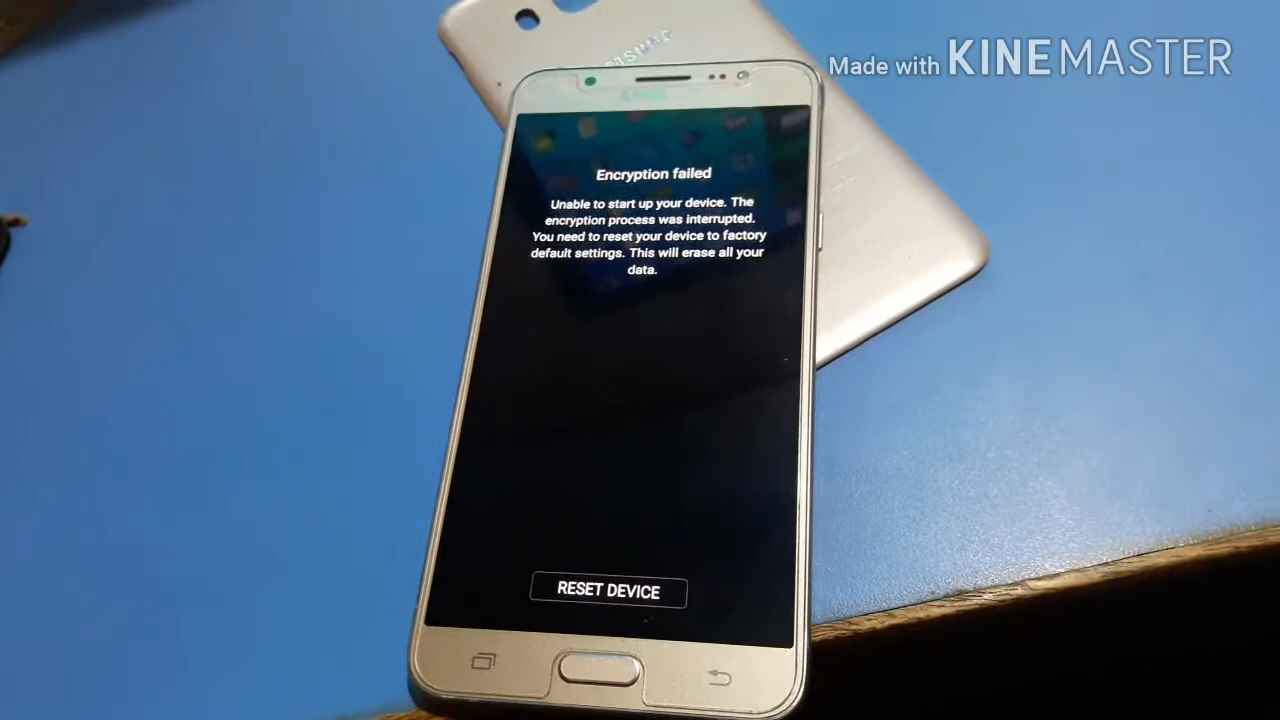 Made with KINEMASTER
SAMSUNG
Encryption failed
Unable to start up your device. The
encryption process was interrupted.
You need to reset your device to factory
default settings. This will erase all your
data.
RESET DEVICE